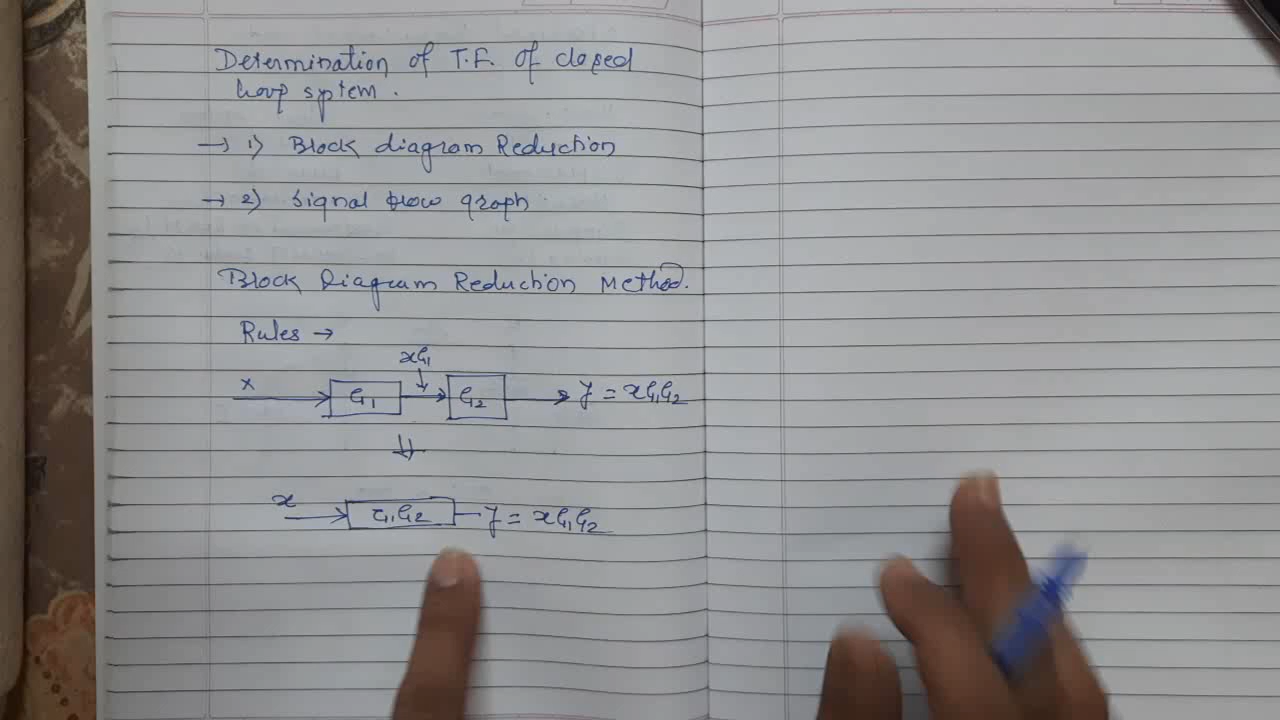 Determination of T.F. of closed
loop system.
→ 1) Block diagram Reduction
→ 2) Signal flow graph
Block Diagram Reduction Method.
Rules →
xG1
x G1 G2 y = xG1G2
x G1G2 y = xG1G2